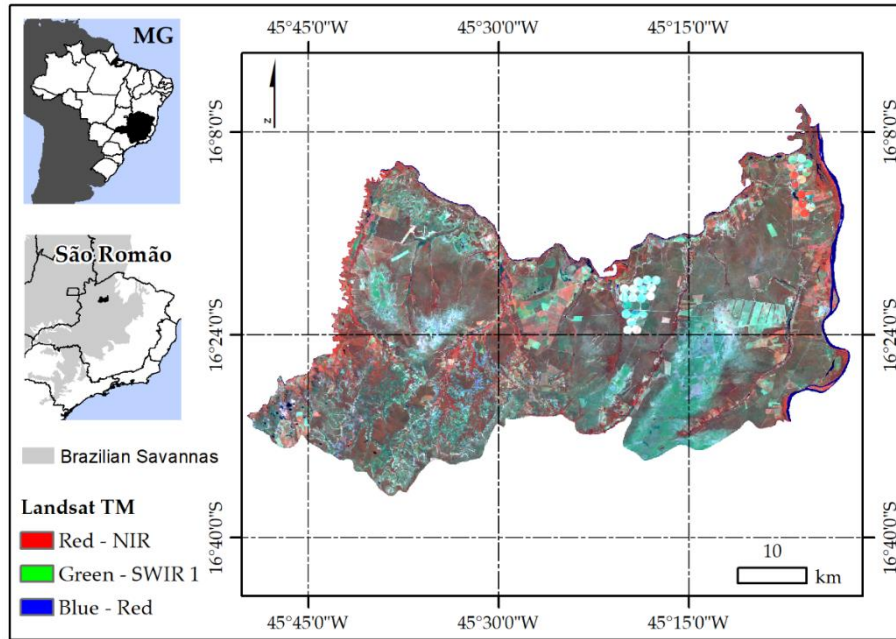 MG
São Romão
Brazilian Savannas
Landsat TM
Red - NIR
Green - SWIR 1
Blue - Red
45°45'0"W 45°30'0"W 45°15'0"W
z
16°8'0"S 16°8'0"S
16°24'0"S 16°24'0"S
16°40'0"S 16°40'0"S
10
km
45°45'0"W 45°30'0"W 45°15'0"W